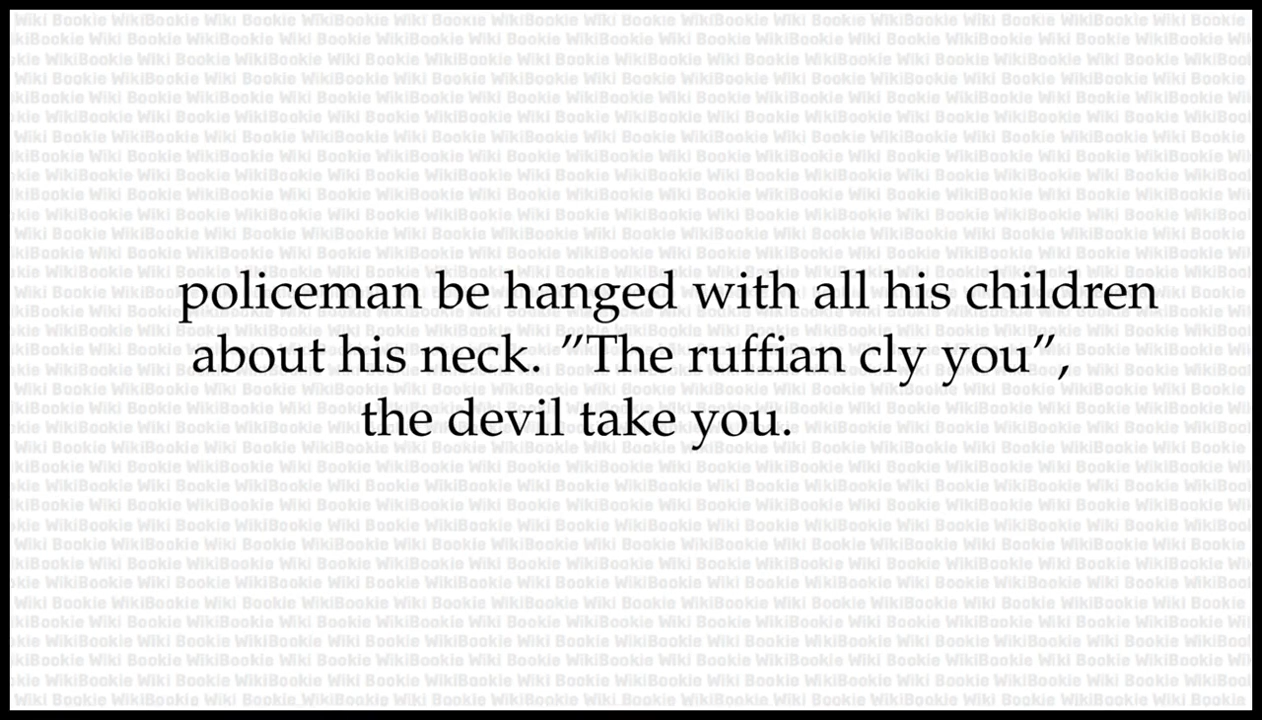 policeman be hanged with all his children
about his neck. ″The ruffian cly you″,
the devil take you.